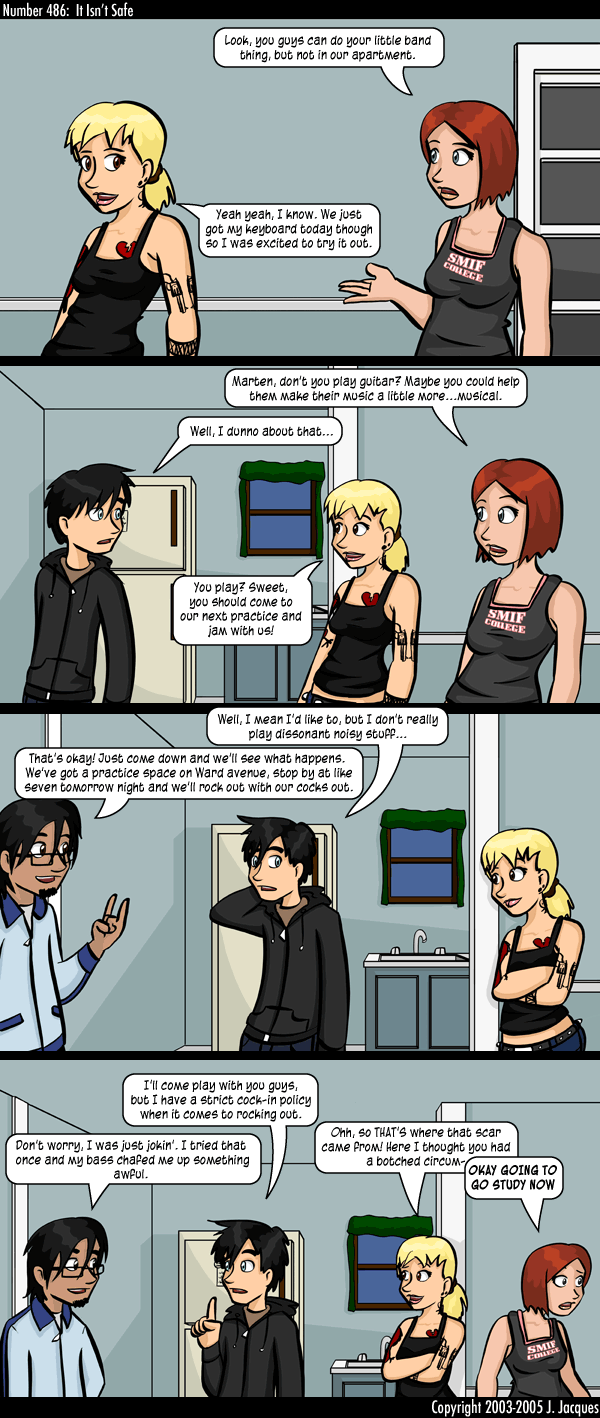 Number 486: It Isn't Safe
Look, you guys can do your little band
thing, but not in our apartment.
Yeah yeah, I know. We just
got my keyboard today though
so I was excited to try it out.
SMIF
COLLEGE
Marten, don't you play guitar? Maybe you could help
them make their music a little more...musical.
Well, I dunno about that...
You play? Sweet,
you should come to
our next practice and
jam with us!
SMIF
COLLEGE
Well, I mean I'd like to, but I don't really
play dissonant noisy stuff...
That's okay! Just come down and we'll see what happens.
We've got a practice space on Ward avenue, stop by at like
seven tomorrow night and we'll rock out with our cocks out.
I'll come play with you guys,
but I have a strict cock-in policy
when it comes to rocking out.
Don't worry, I was just jokin'. I tried that
once and my bass chafed me up something
awful.
Ohh, so THAT'S where that scar
came from! Here I thought you had
a botched circum-
OKAY GOING TO
GO STUDY NOW
SMIF
COLLEGE
Copyright 2003-2005 J. Jacques